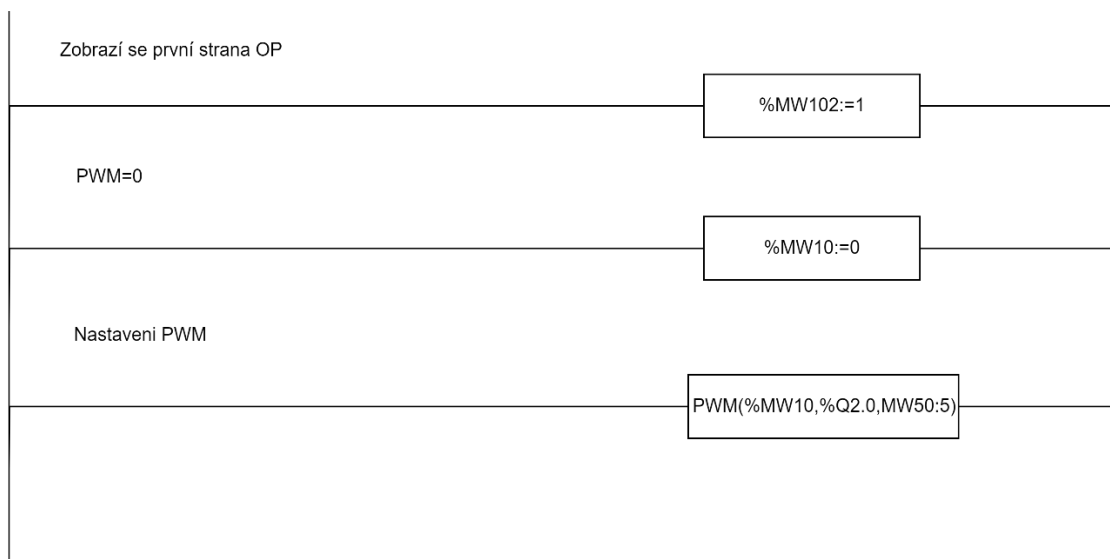 Zobrazí se první strana OP
%MW102:=1
PWM=0
%MW10:=0
Nastaveni PWM
PWM(%MW10,%Q2.0,MW50:5)